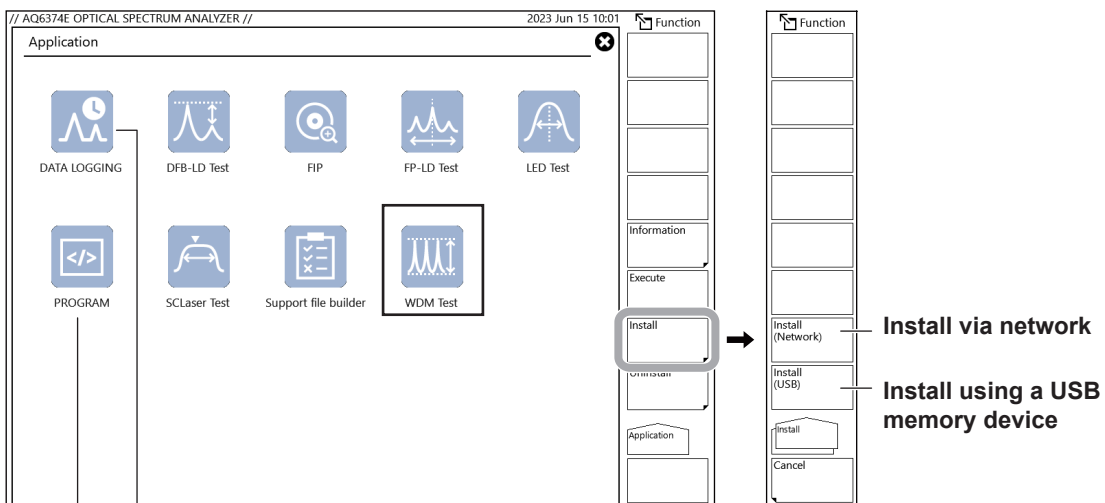 // AQ6374E OPTICAL SPECTRUM ANALYZER // 2023 Jun 15 10:01
Application
DATA LOGGING DFB-LD Test FIP FP-LD Test LED Test
</>
PROGRAM SCLaser Test Support file builder WDM Test
Function
Information
Execute
Install
Uninstall
Application
Function
Install
(Network)
Install
(USB)
Install
Cancel
Install via network
Install using a USB
memory device